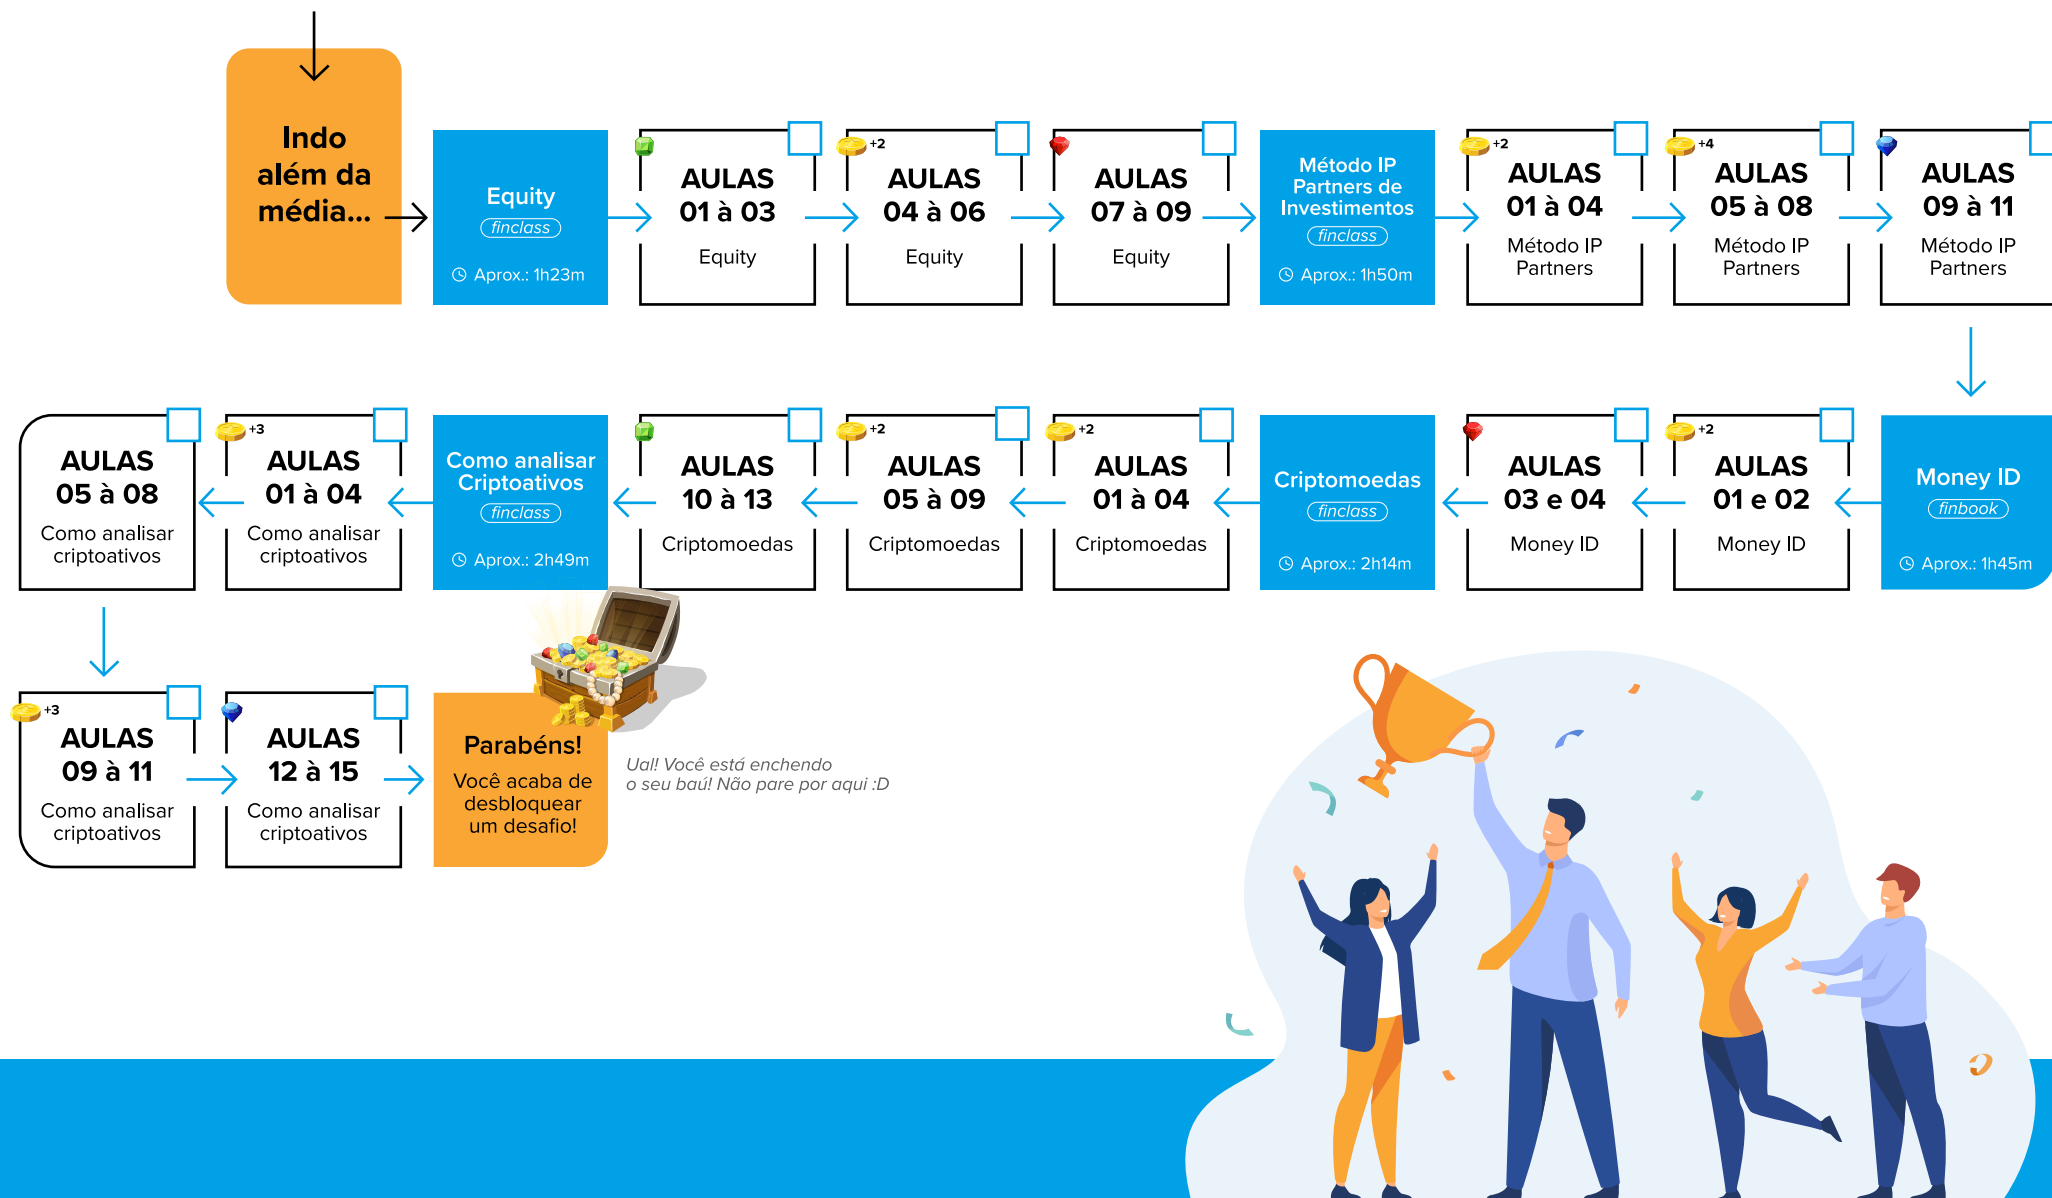 Indo
além da
média...
Equity
finclass
Aprox.: 1h23m
AULAS
01 à 03
Equity
+2
AULAS
04 à 06
Equity
AULAS
07 à 09
Equity
Método IP
Partners de
Investimentos
finclass
Aprox.: 1h50m
+2
AULAS
01 à 04
Método IP
Partners
+4
AULAS
05 à 08
Método IP
Partners
AULAS
09 à 11
Método IP
Partners
Money ID
finbook
Aprox.: 1h45m
+2
AULAS
01 e 02
Money ID
AULAS
03 e 04
Money ID
Criptomoedas
finclass
Aprox.: 2h14m
+2
AULAS
01 à 04
Criptomoedas
+2
AULAS
05 à 09
Criptomoedas
AULAS
10 à 13
Criptomoedas
Como analisar
Criptoativos
finclass
Aprox.: 2h49m
+3
AULAS
01 à 04
Como analisar
criptoativos
AULAS
05 à 08
Como analisar
criptoativos
+3
AULAS
09 à 11
Como analisar
criptoativos
AULAS
12 à 15
Como analisar
criptoativos
Parabéns!
Você acaba de
desbloquear
um desafio!
Ual! Você está enchendo
o seu baú! Não pare por aqui :D